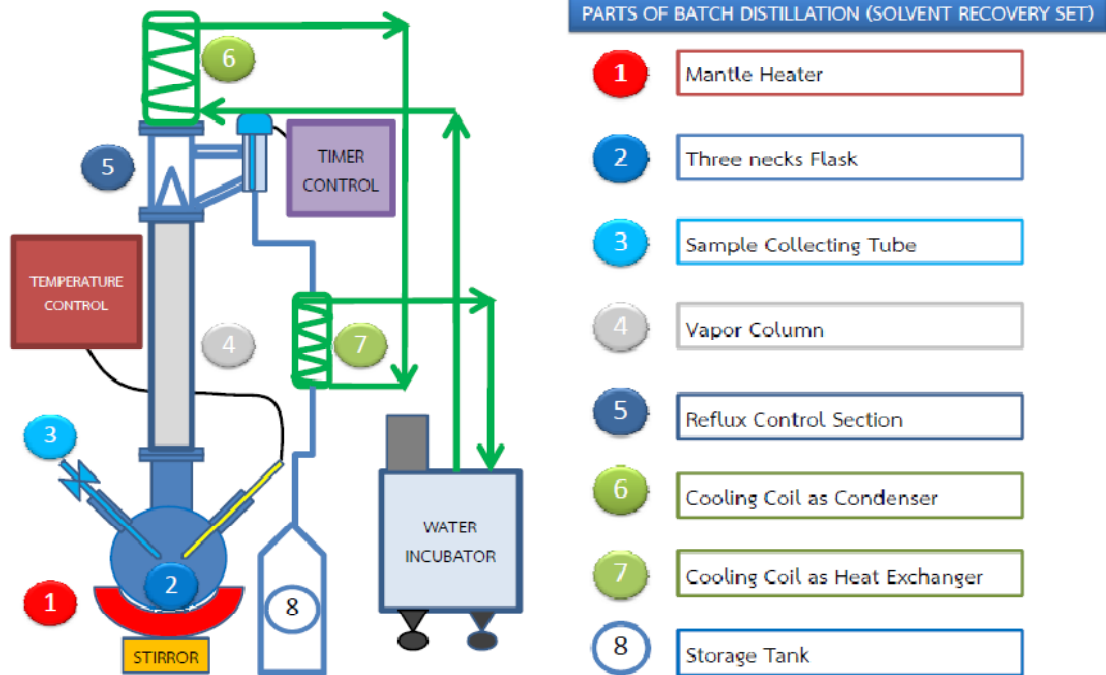 6
5
TIMER
CONTROL
TEMPERATURE
CONTROL
4
7
3
WATER
INCUBATOR
2
1
8
STIRROR
PARTS OF BATCH DISTILLATION (SOLVENT RECOVERY SET)
1 Mantle Heater
2 Three necks Flask
3 Sample Collecting Tube
4 Vapor Column
5 Reflux Control Section
6 Cooling Coil as Condenser
7 Cooling Coil as Heat Exchanger
8 Storage Tank